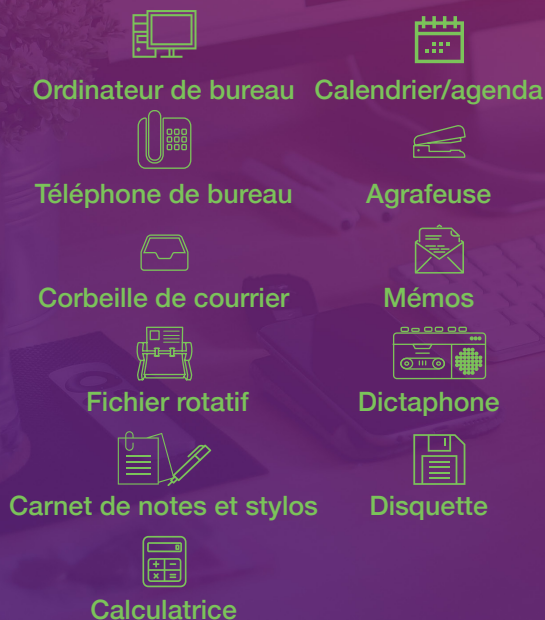 Ordinateur de bureau
Calendrier/agenda
Téléphone de bureau
Agrafeuse
Corbeille de courrier
Mémos
Fichier rotatif
Dictaphone
Carnet de notes et stylos
Disquette
Calculatrice